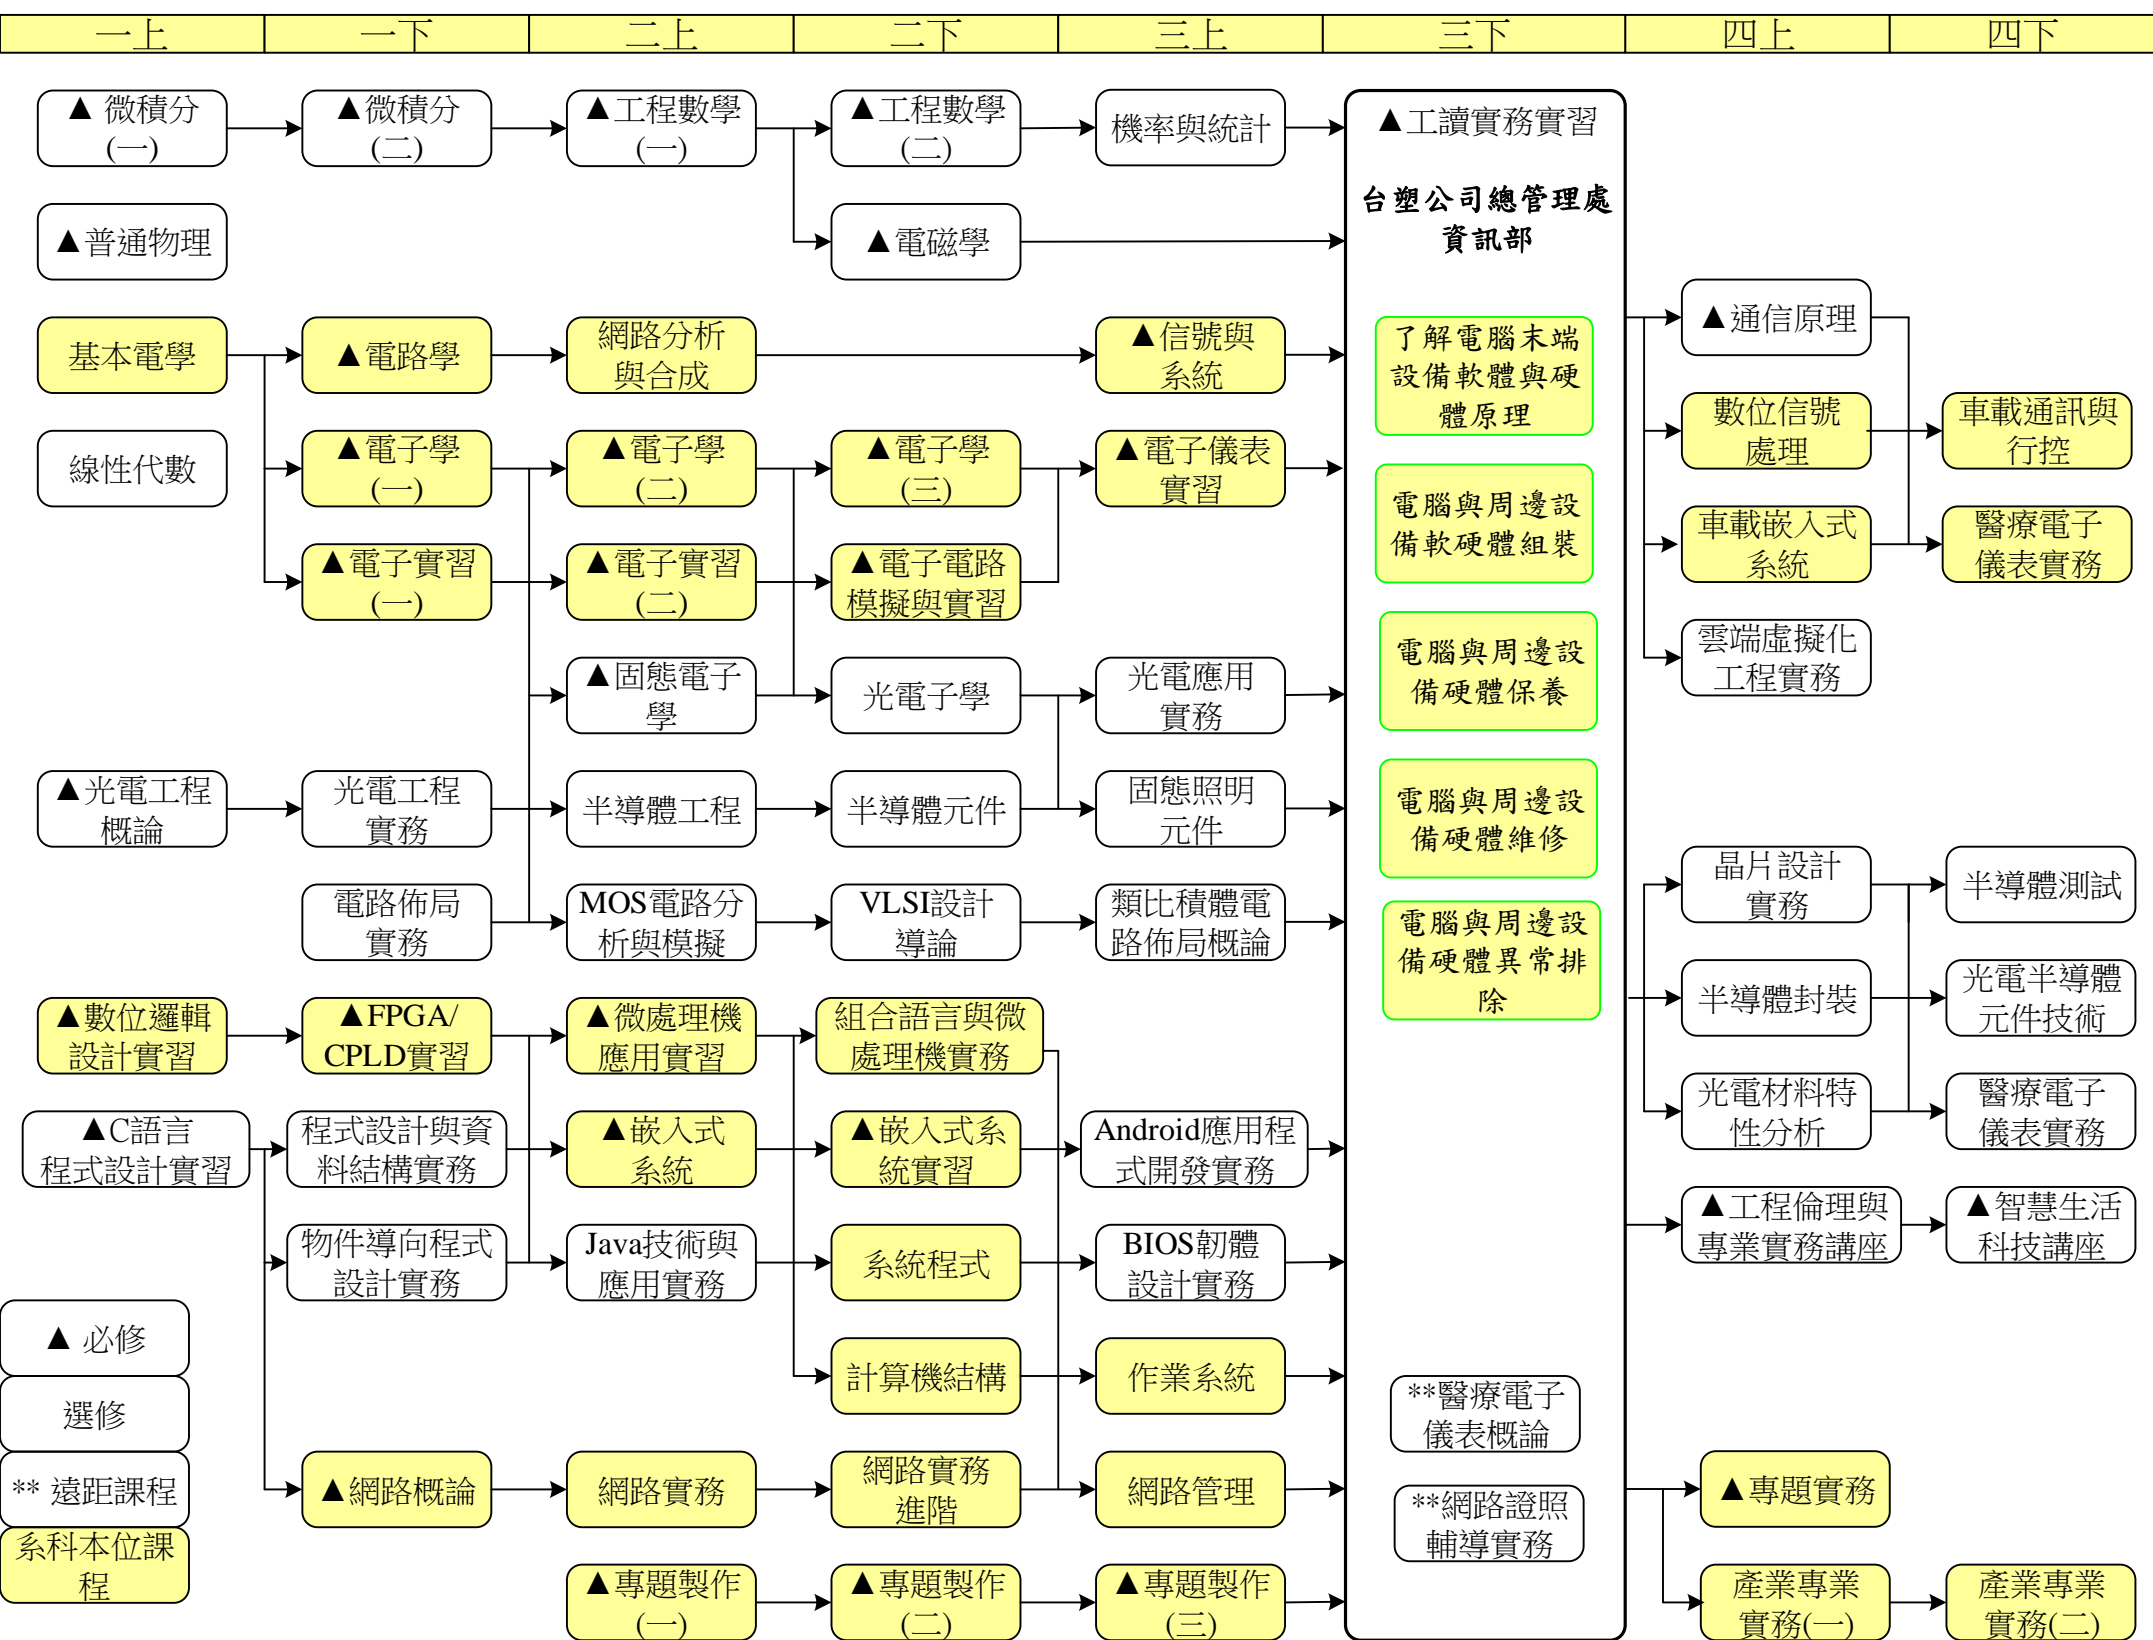 一上
一下
二上
二下
三上
三下
四上
四下
▲ 微積分
(一)
▲微積分
(二)
▲工程數學
(一)
▲工程數學
(二)
機率與統計
▲工讀實務實習
台塑公司總管理處
資訊部
▲普通物理
▲電磁學
基本電學
▲電路學
網路分析
與合成
▲信號與
系統
了解電腦末端
設備軟體與硬
體原理
▲通信原理
線性代數
▲電子學
(一)
▲電子學
(二)
▲電子學
(三)
▲電子儀表
實習
電腦與周邊設
備軟硬體組裝
數位信號
處理
車載通訊與
行控
▲電子實習
(一)
▲電子實習
(二)
▲電子電路
模擬與實習
車載嵌入式
系統
醫療電子
儀表實務
▲固態電子
學
光電子學
光電應用
實務
電腦與周邊設
備硬體保養
雲端虛擬化
工程實務
▲光電工程
概論
光電工程
實務
半導體工程
半導體元件
固態照明
元件
電腦與周邊設
備硬體維修
電路佈局
實務
MOS電路分
析與模擬
VLSI設計
導論
類比積體電
路佈局概論
電腦與周邊設
備硬體異常排
除
晶片設計
實務
半導體測試
▲數位邏輯
設計實習
▲FPGA/
CPLD實習
▲微處理機
應用實習
組合語言與微
處理機實務
半導體封裝
光電半導體
元件技術
▲C語言
程式設計實習
程式設計與資
料結構實務
▲嵌入式
系統
▲嵌入式系
統實習
Android應用程
式開發實務
光電材料特
性分析
醫療電子
儀表實務
物件導向程式
設計實務
Java技術與
應用實務
系統程式
BIOS韌體
設計實務
▲工程倫理與
專業實務講座
▲智慧生活
科技講座
▲ 必修
選修
** 遠距課程
系科本位課
程
計算機結構
作業系統
**醫療電子
儀表概論
▲網路概論
網路實務
網路實務
進階
網路管理
**網路證照
輔導實務
▲專題實務
▲專題製作
(一)
▲專題製作
(二)
▲專題製作
(三)
產業專業
實務(一)
產業專業
實務(二)